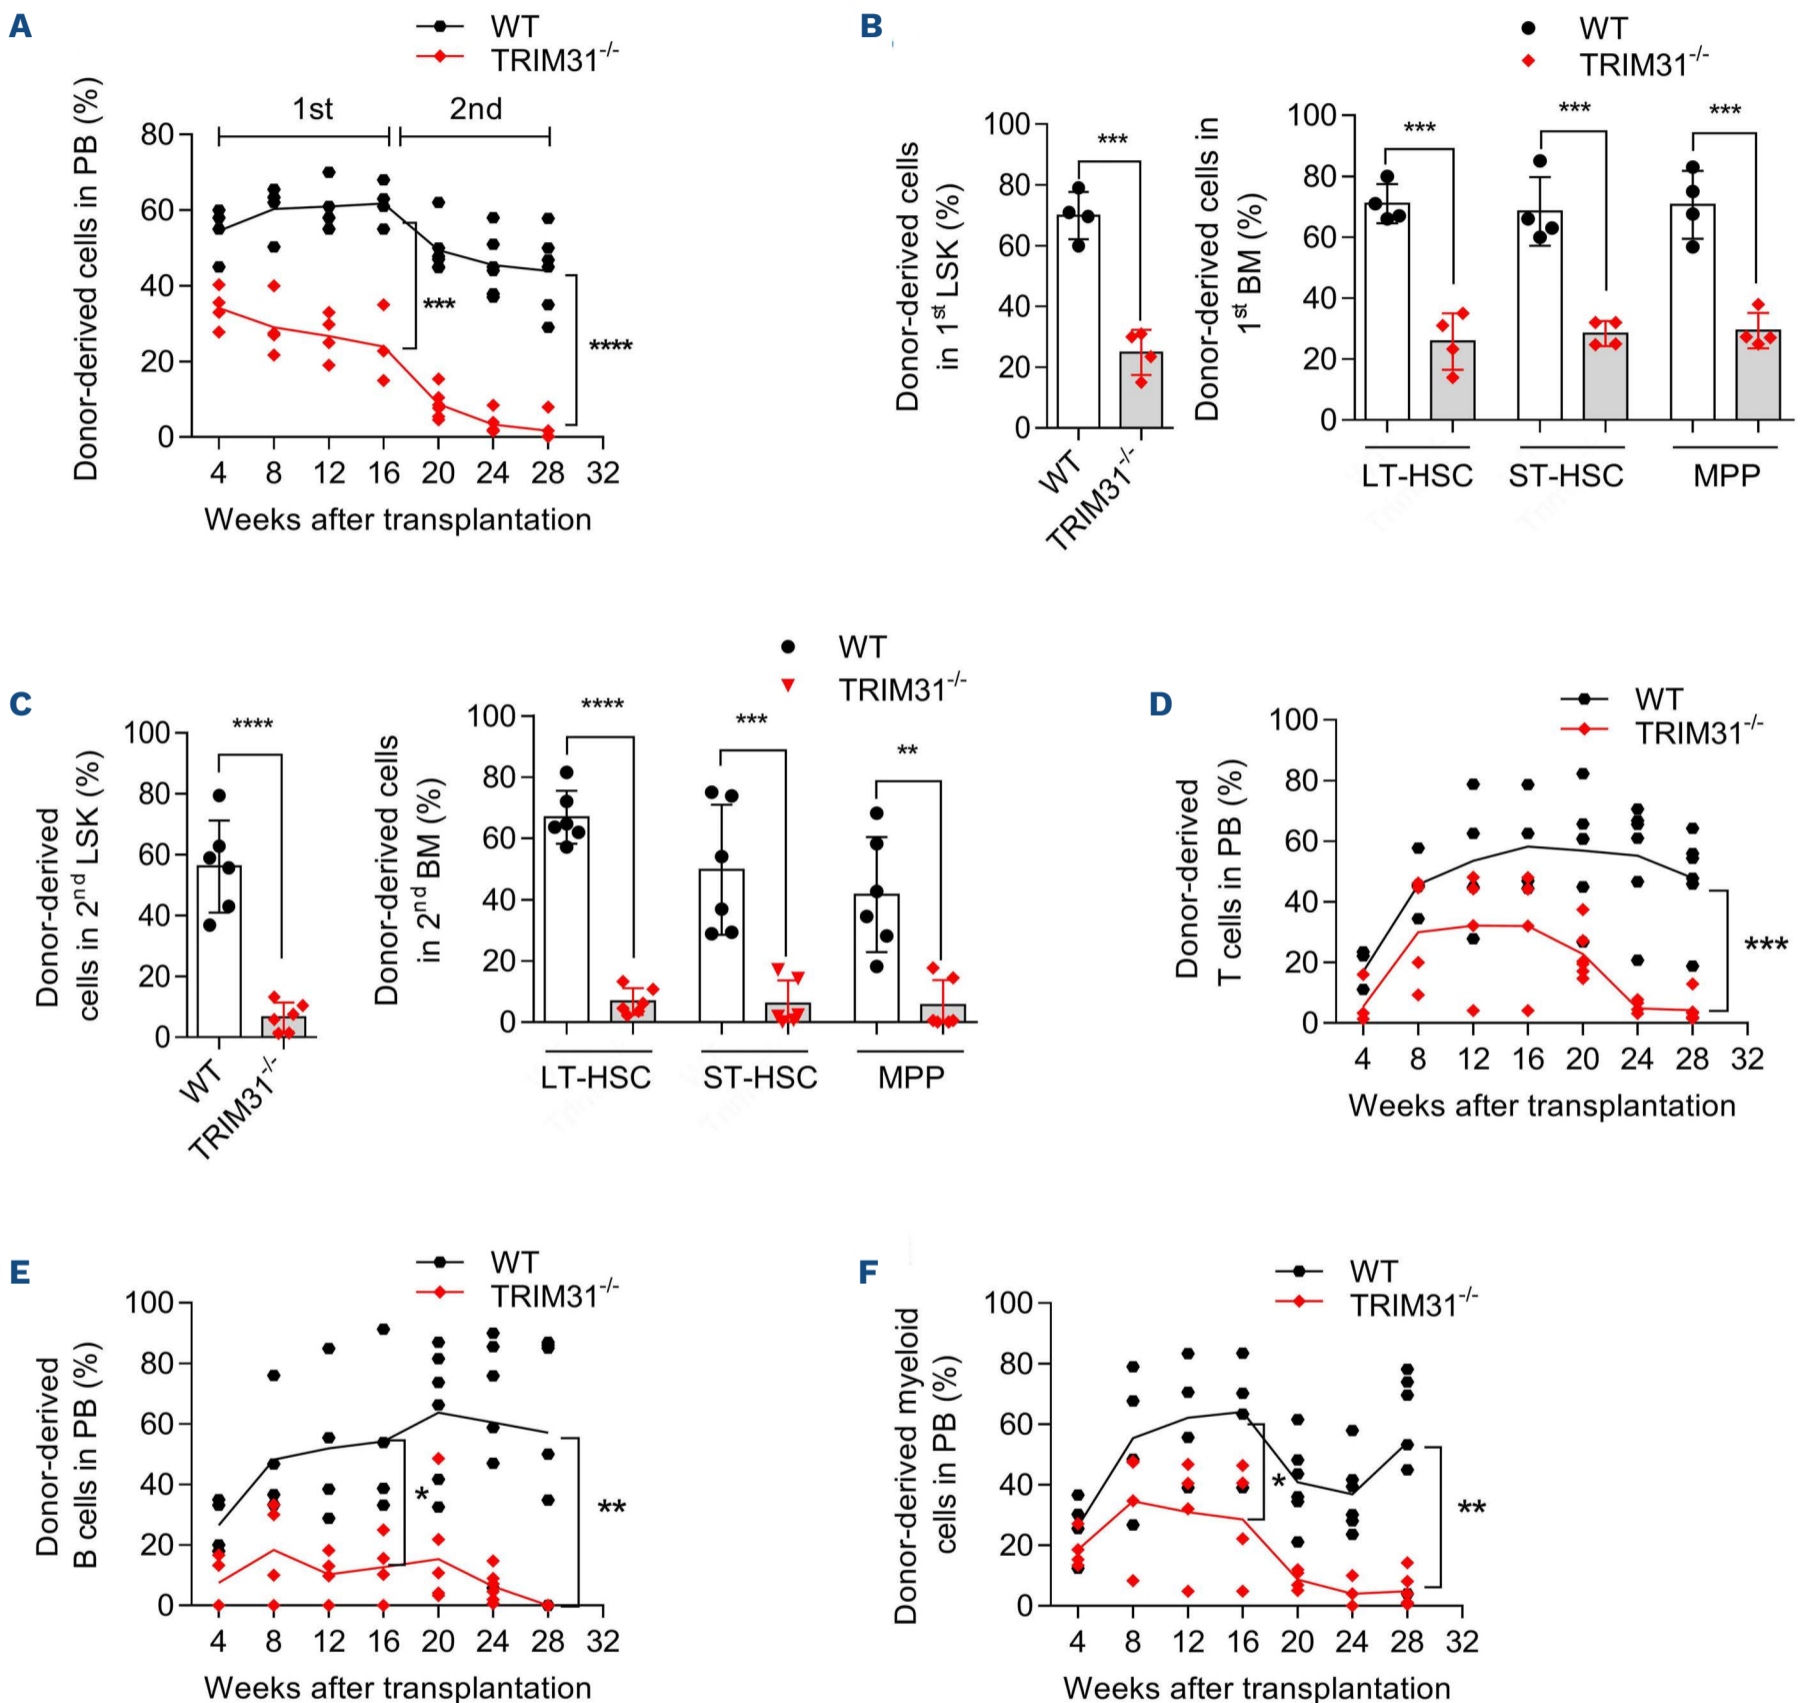 A
WT
TRIM31-/-
1st
2nd
Donor-derived cells in PB (%)
80
60
40
20
0
***
****
4 8 12 16 20 24 28 32
Weeks after transplantation
B
WT
TRIM31-/-
Donor-derived cells
in 1st LSK (%)
100
80
60
40
20
0
***
WT
TRIM31-/-
Donor-derived cells in
1st BM (%)
100
80
60
40
20
0
***
***
***
LT-HSC
ST-HSC
MPP
C
WT
TRIM31-/-
Donor-derived
cells in 2nd LSK (%)
100
80
60
40
20
0
****
WT
TRIM31-/-
Donor-derived cells
in 2nd BM (%)
100
80
60
40
20
0
****
***
**
LT-HSC
ST-HSC
MPP
D
WT
TRIM31-/-
Donor-derived
T cells in PB (%)
100
80
60
40
20
0
***
4 8 12 16 20 24 28 32
Weeks after transplantation
E
WT
TRIM31-/-
Donor-derived
B cells in PB (%)
100
80
60
40
20
0
*
**
4 8 12 16 20 24 28 32
Weeks after transplantation
F
WT
TRIM31-/-
Donor-derived myeloid
cells in PB (%)
100
80
60
40
20
0
*
**
4 8 12 16 20 24 28 32
Weeks after transplantation